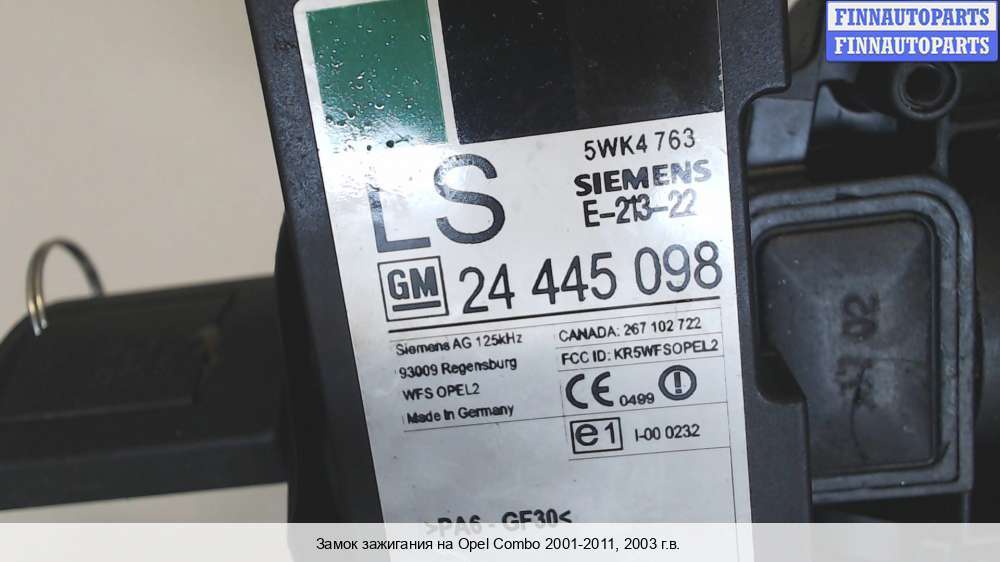 FINNAUTOPARTS
FINNAUTOPARTS
5WK4 763
SIEMENS
E-213-22
LS
GM 24 445 098
Siemens AG 125kHz
93009 Regensburg
WFS OPEL2
Made in Germany
CANADA: 267 102 722
FCC ID: KR5WFSOPEL2
CE 0499
e1 I-00 0232
>PA6 - GF30<
Замок зажигания на Opel Combo 2001-2011, 2003 г.в.